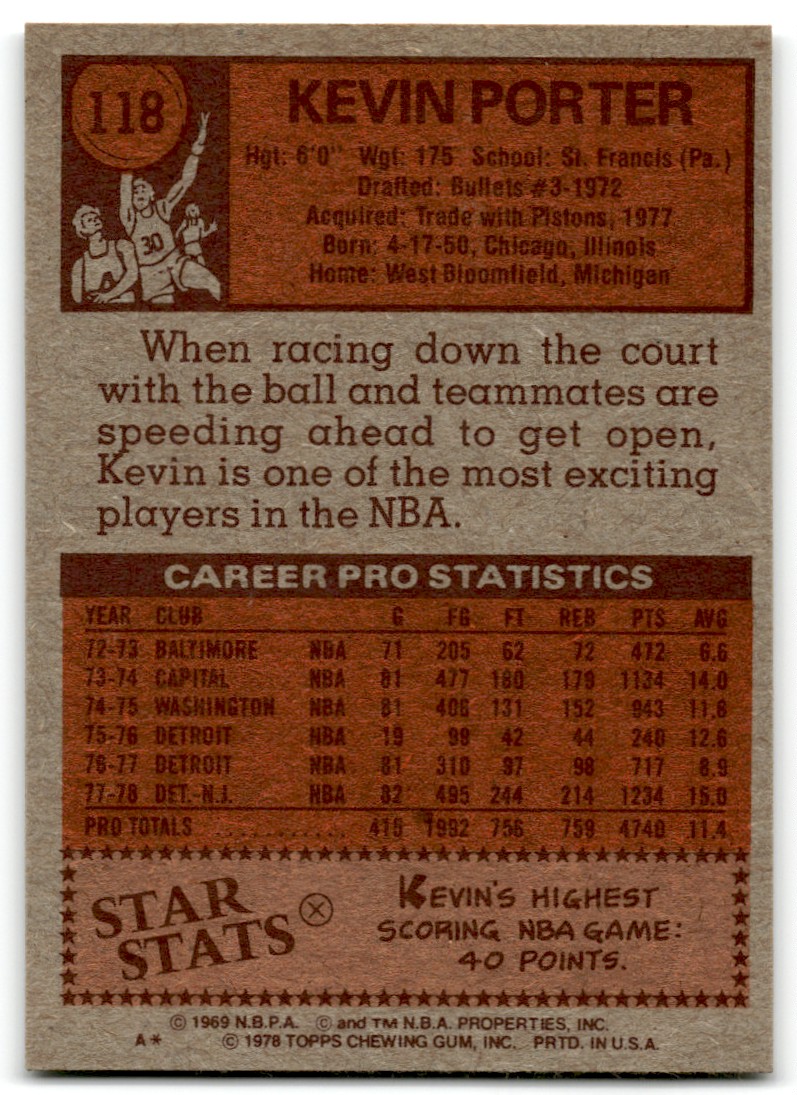 118
KEVIN PORTER
Hgt: 6'0" Wgt: 175 School: St. Francis (Pa.)
Drafted: Bullets #3-1972
Acquired: Trade with Pistons, 1977
Born: 4-17-50, Chicago, Illinois
Home: West Bloomfield, Michigan
30
When racing down the court
with the ball and teammates are
speeding ahead to get open,
Kevin is one of the most exciting
players in the NBA.
CAREER PRO STATISTICS
YEAR CLUB G FG FT REB PTS AVG
72-73 BALTIMORE NBA 71 205 62 72 472 6.6
73-74 CAPITAL NBA 81 477 180 179 1134 14.0
74-75 WASHINGTON NBA 81 406 131 152 943 11.6
75-76 DETROIT NBA 19 99 42 44 240 12.6
76-77 DETROIT NBA 81 310 97 98 717 8.9
77-78 DET.-N.J. NBA 82 495 244 214 1234 15.0
PRO TOTALS ........... 415 1992 756 759 4740 11.4
STAR STATS
KEVIN'S HIGHEST
SCORING NBA GAME:
40 POINTS.
© 1969 N.B.P.A. © and TM N.B.A. PROPERTIES, INC.
A* © 1978 TOPPS CHEWING GUM, INC. PRTD. IN U.S.A.